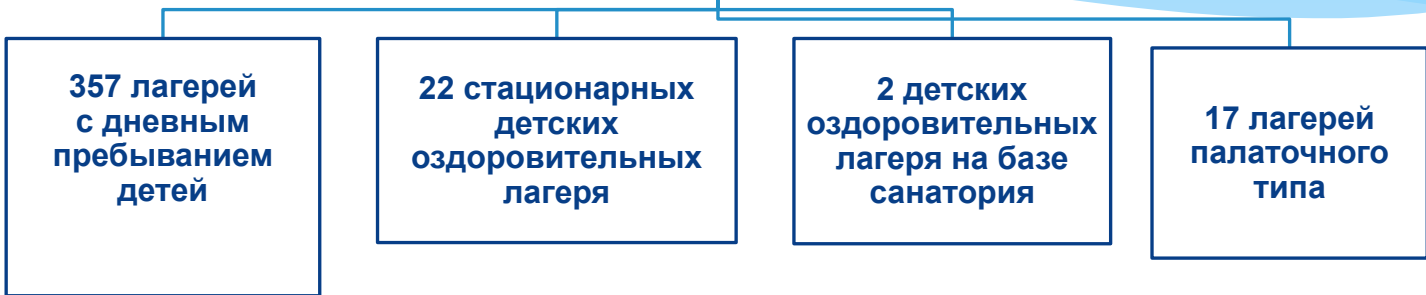 357 лагерей
с дневным
пребыванием
детей
22 стационарных
детских
оздоровительных
лагеря
2 детских
оздоровительных
лагеря на базе
санатория
17 лагерей
палаточного
типа